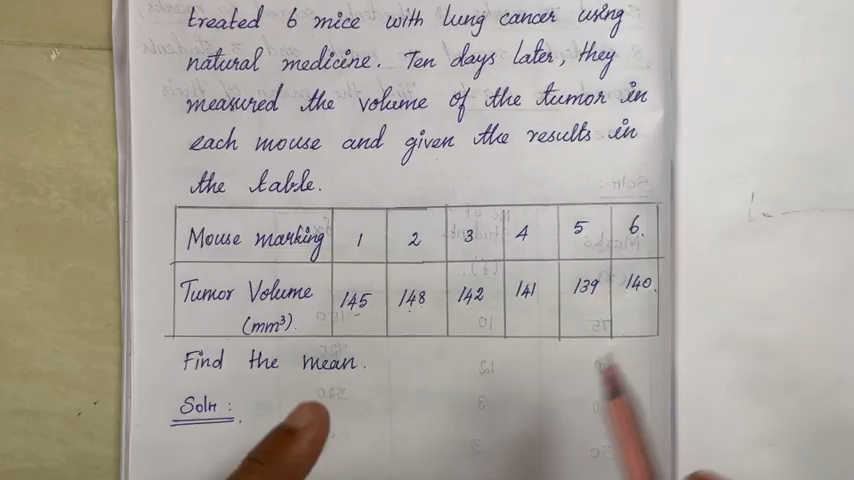 treated 6 mice with lung cancer using
natural medicine. Ten days later, they
measured the volume of the tumor in
each mouse and given the results in
the table.
Mouse marking 1 2 3 4 5 6.
Tumor Volume (mm³). 145 148 142 141 139 140.
Find the mean.
Soln :